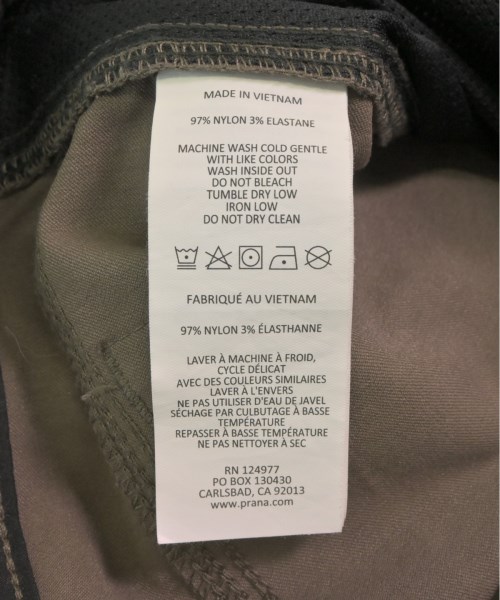 MADE IN VIETNAM
97% NYLON 3% ELASTANE
MACHINE WASH COLD GENTLE
WITH LIKE COLORS
WASH INSIDE OUT
DO NOT BLEACH
TUMBLE DRY LOW
IRON LOW
DO NOT DRY CLEAN
FABRIQUÉ AU VIETNAM
97% NYLON 3% ÉLASTHANNE
LAVER À MACHINE À FROID,
CYCLE DÉLICAT
AVEC DES COULEURS SIMILAIRES
LAVER À L'ENVERS
NE PAS UTILISER D'EAU DE JAVEL
SÉCHAGE PAR CULBUTAGE À BASSE
TEMPÉRATURE
REPASSER À BASSE TEMPÉRATURE
NE PAS NETTOYER À SEC
RN 124977
PO BOX 130430
CARLSBAD, CA 92013
www.prana.com